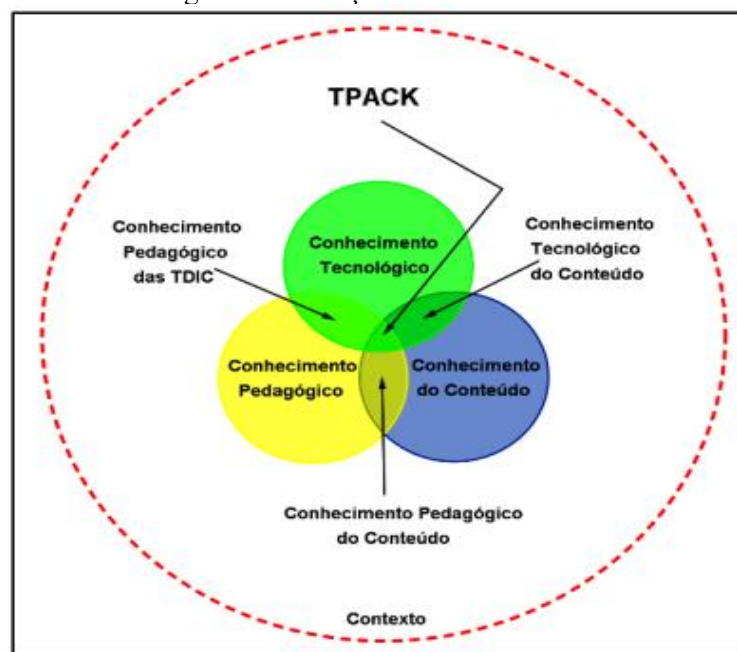 TPACK
Conhecimento
Pedagógico
das TDIC
Conhecimento
Tecnológico
Conhecimento
Tecnológico
do Conteúdo
Conhecimento
Pedagógico
Conhecimento
do Conteúdo
Conhecimento Pedagógico
do Conteúdo
Contexto